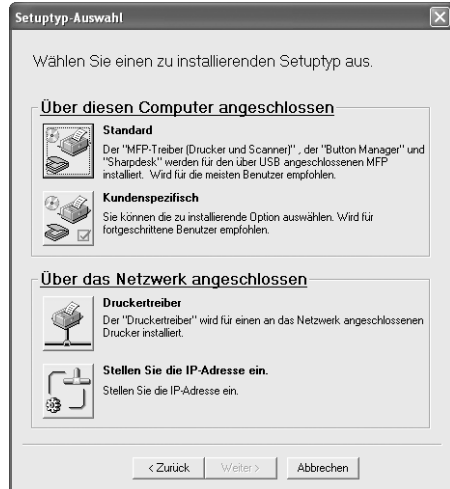 Setuptyp-Auswahl
Wählen Sie einen zu installierenden Setuptyp aus.
Über diesen Computer angeschlossen
Standard
Der "MFP-Treiber (Drucker und Scanner)" , der "Button Manager" und
"Sharpdesk" werden für den über USB angeschlossenen MFP
installiert. Wird für die meisten Benutzer empfohlen.
Kundenspezifisch
Sie können die zu installierende Option auswählen. Wird für
fortgeschrittene Benutzer empfohlen.
Über das Netzwerk angeschlossen
Druckertreiber
Der "Druckertreiber" wird für einen an das Netzwerk angeschlossenen
Drucker installiert.
Stellen Sie die IP-Adresse ein.
Stellen Sie die IP-Adresse ein.
< Zurück Weiter > Abbrechen